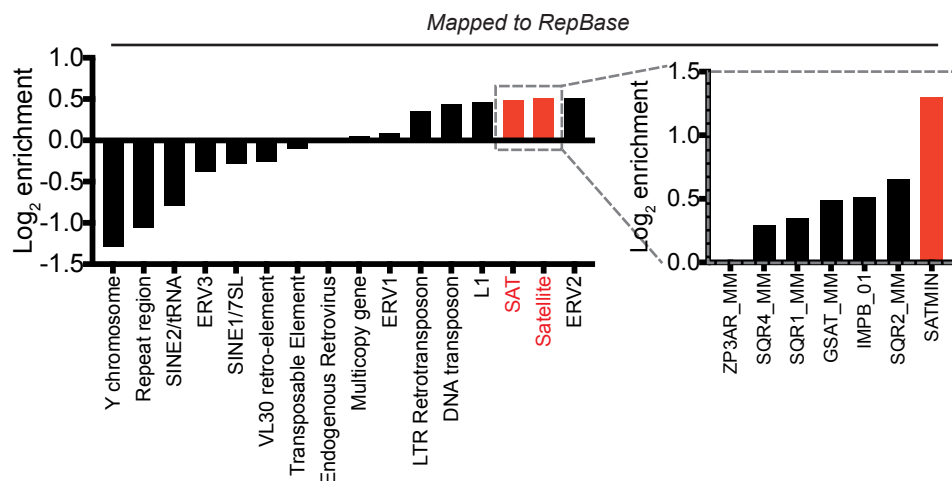 Mapped to RepBase
Log2 enrichment
1.0
0.5
0.0
-0.5
-1.0
-1.5
Y chromosome
Repeat region
SINE2/tRNA
ERV3
SINE1/7SL
VL30 retro-element
Transposable Element
Endogenous Retrovirus
Multicopy gene
ERV1
LTR Retrotransposon
DNA transposon
L1
SAT
Satellite
ERV2
Log2 enrichment
1.5
1.0
0.5
0.0
ZP3AR_MM
SQR4_MM
SQR1_MM
GSAT_MM
IMPB_01
SQR2_MM
SATMIN